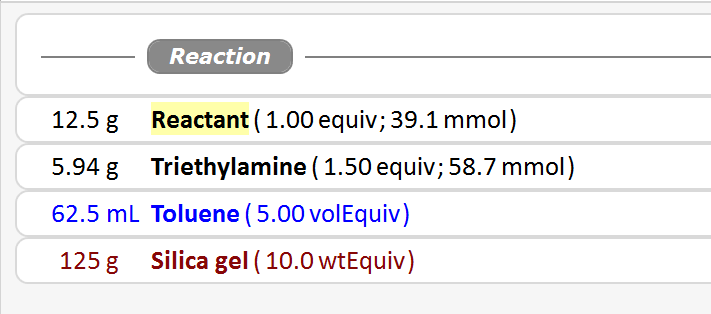 Reaction
12.5 g Reactant ( 1.00 equiv; 39.1 mmol)
5.94 g Triethylamine ( 1.50 equiv; 58.7 mmol)
62.5 mL Toluene ( 5.00 volEquiv)
125 g Silica gel ( 10.0 wtEquiv)